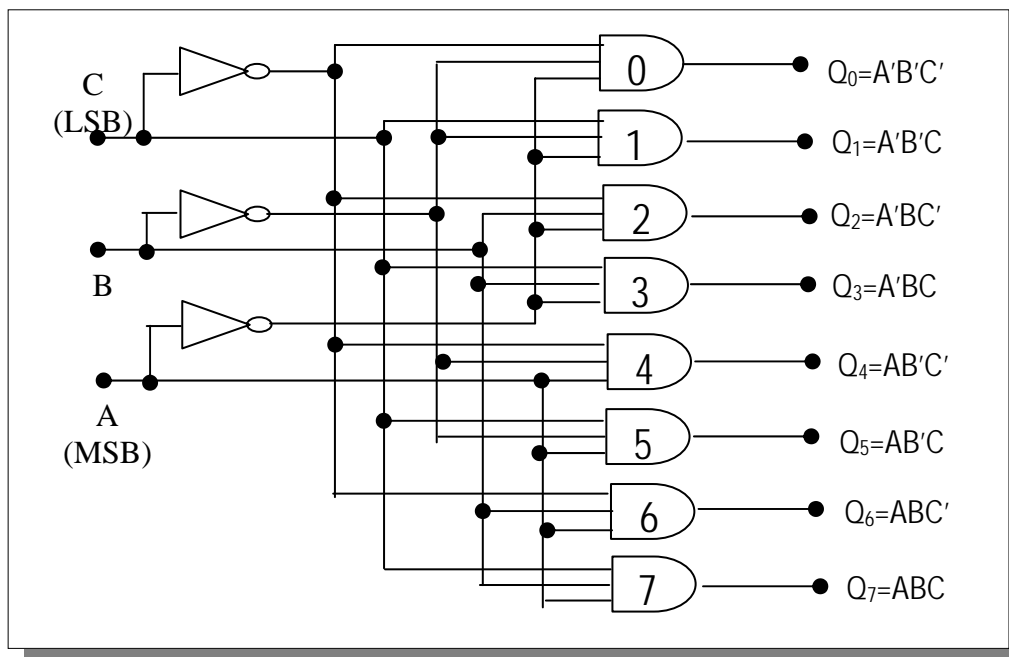 C
(LSB)
B
A
(MSB)
0
1
2
3
4
5
6
7
Q₀=A'B'C'
Q₁=A'B'C
Q₂=A'BC'
Q₃=A'BC
Q₄=AB'C'
Q₅=AB'C
Q₆=ABC'
Q₇=ABC